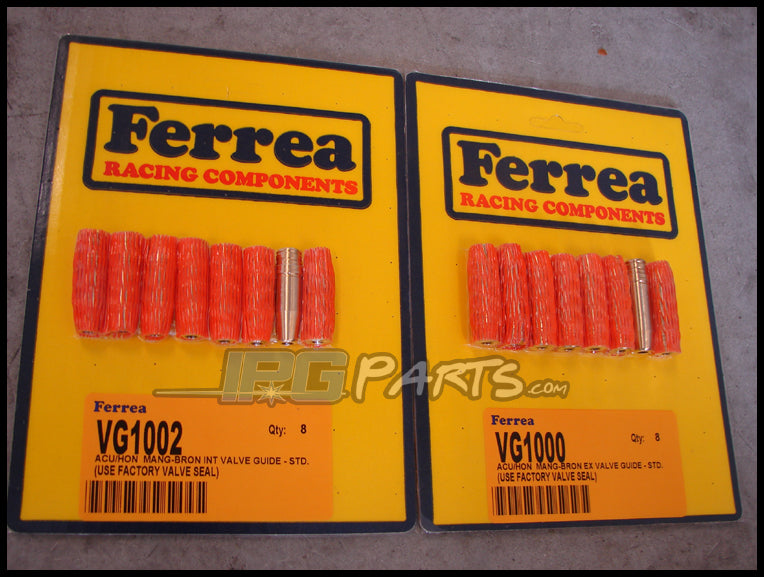 Ferrea
RACING COMPONENTS
Ferrea
VG1002
Qty: 8
ACU/HON MANG-BRON INT VALVE GUIDE - STD.
(USE FACTORY VALVE SEAL)
Ferrea
RACING COMPONENTS
Ferrea
VG1000
Qty: 8
ACU/HON MANG-BRON EX VALVE GUIDE - STD.
(USE FACTORY VALVE SEAL)
IPGPARTS.com